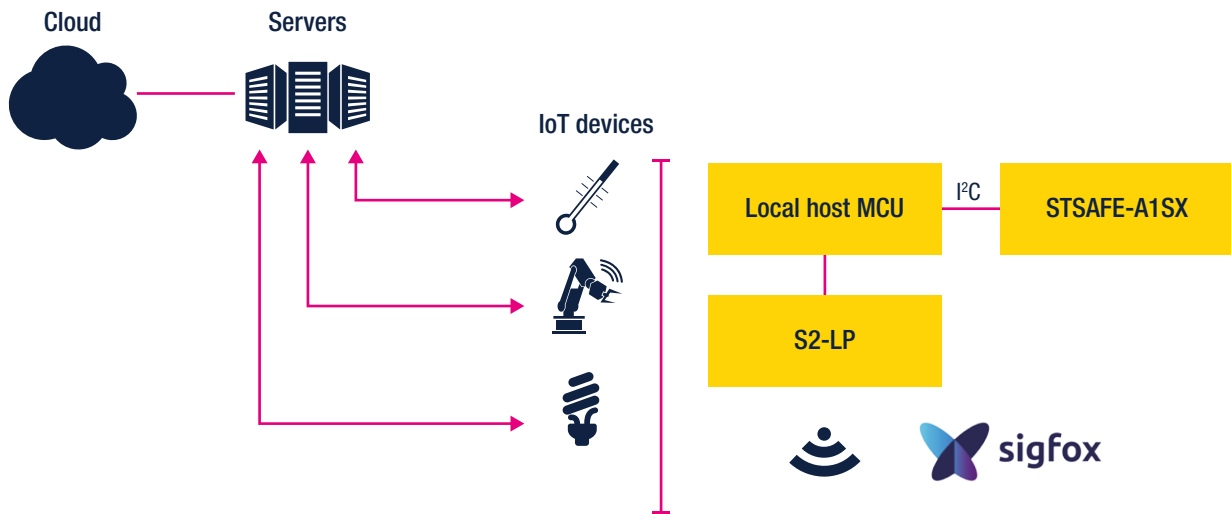 Cloud
Servers
IoT devices
Local host MCU
I²C
STSAFE-A1SX
S2-LP
sigfox